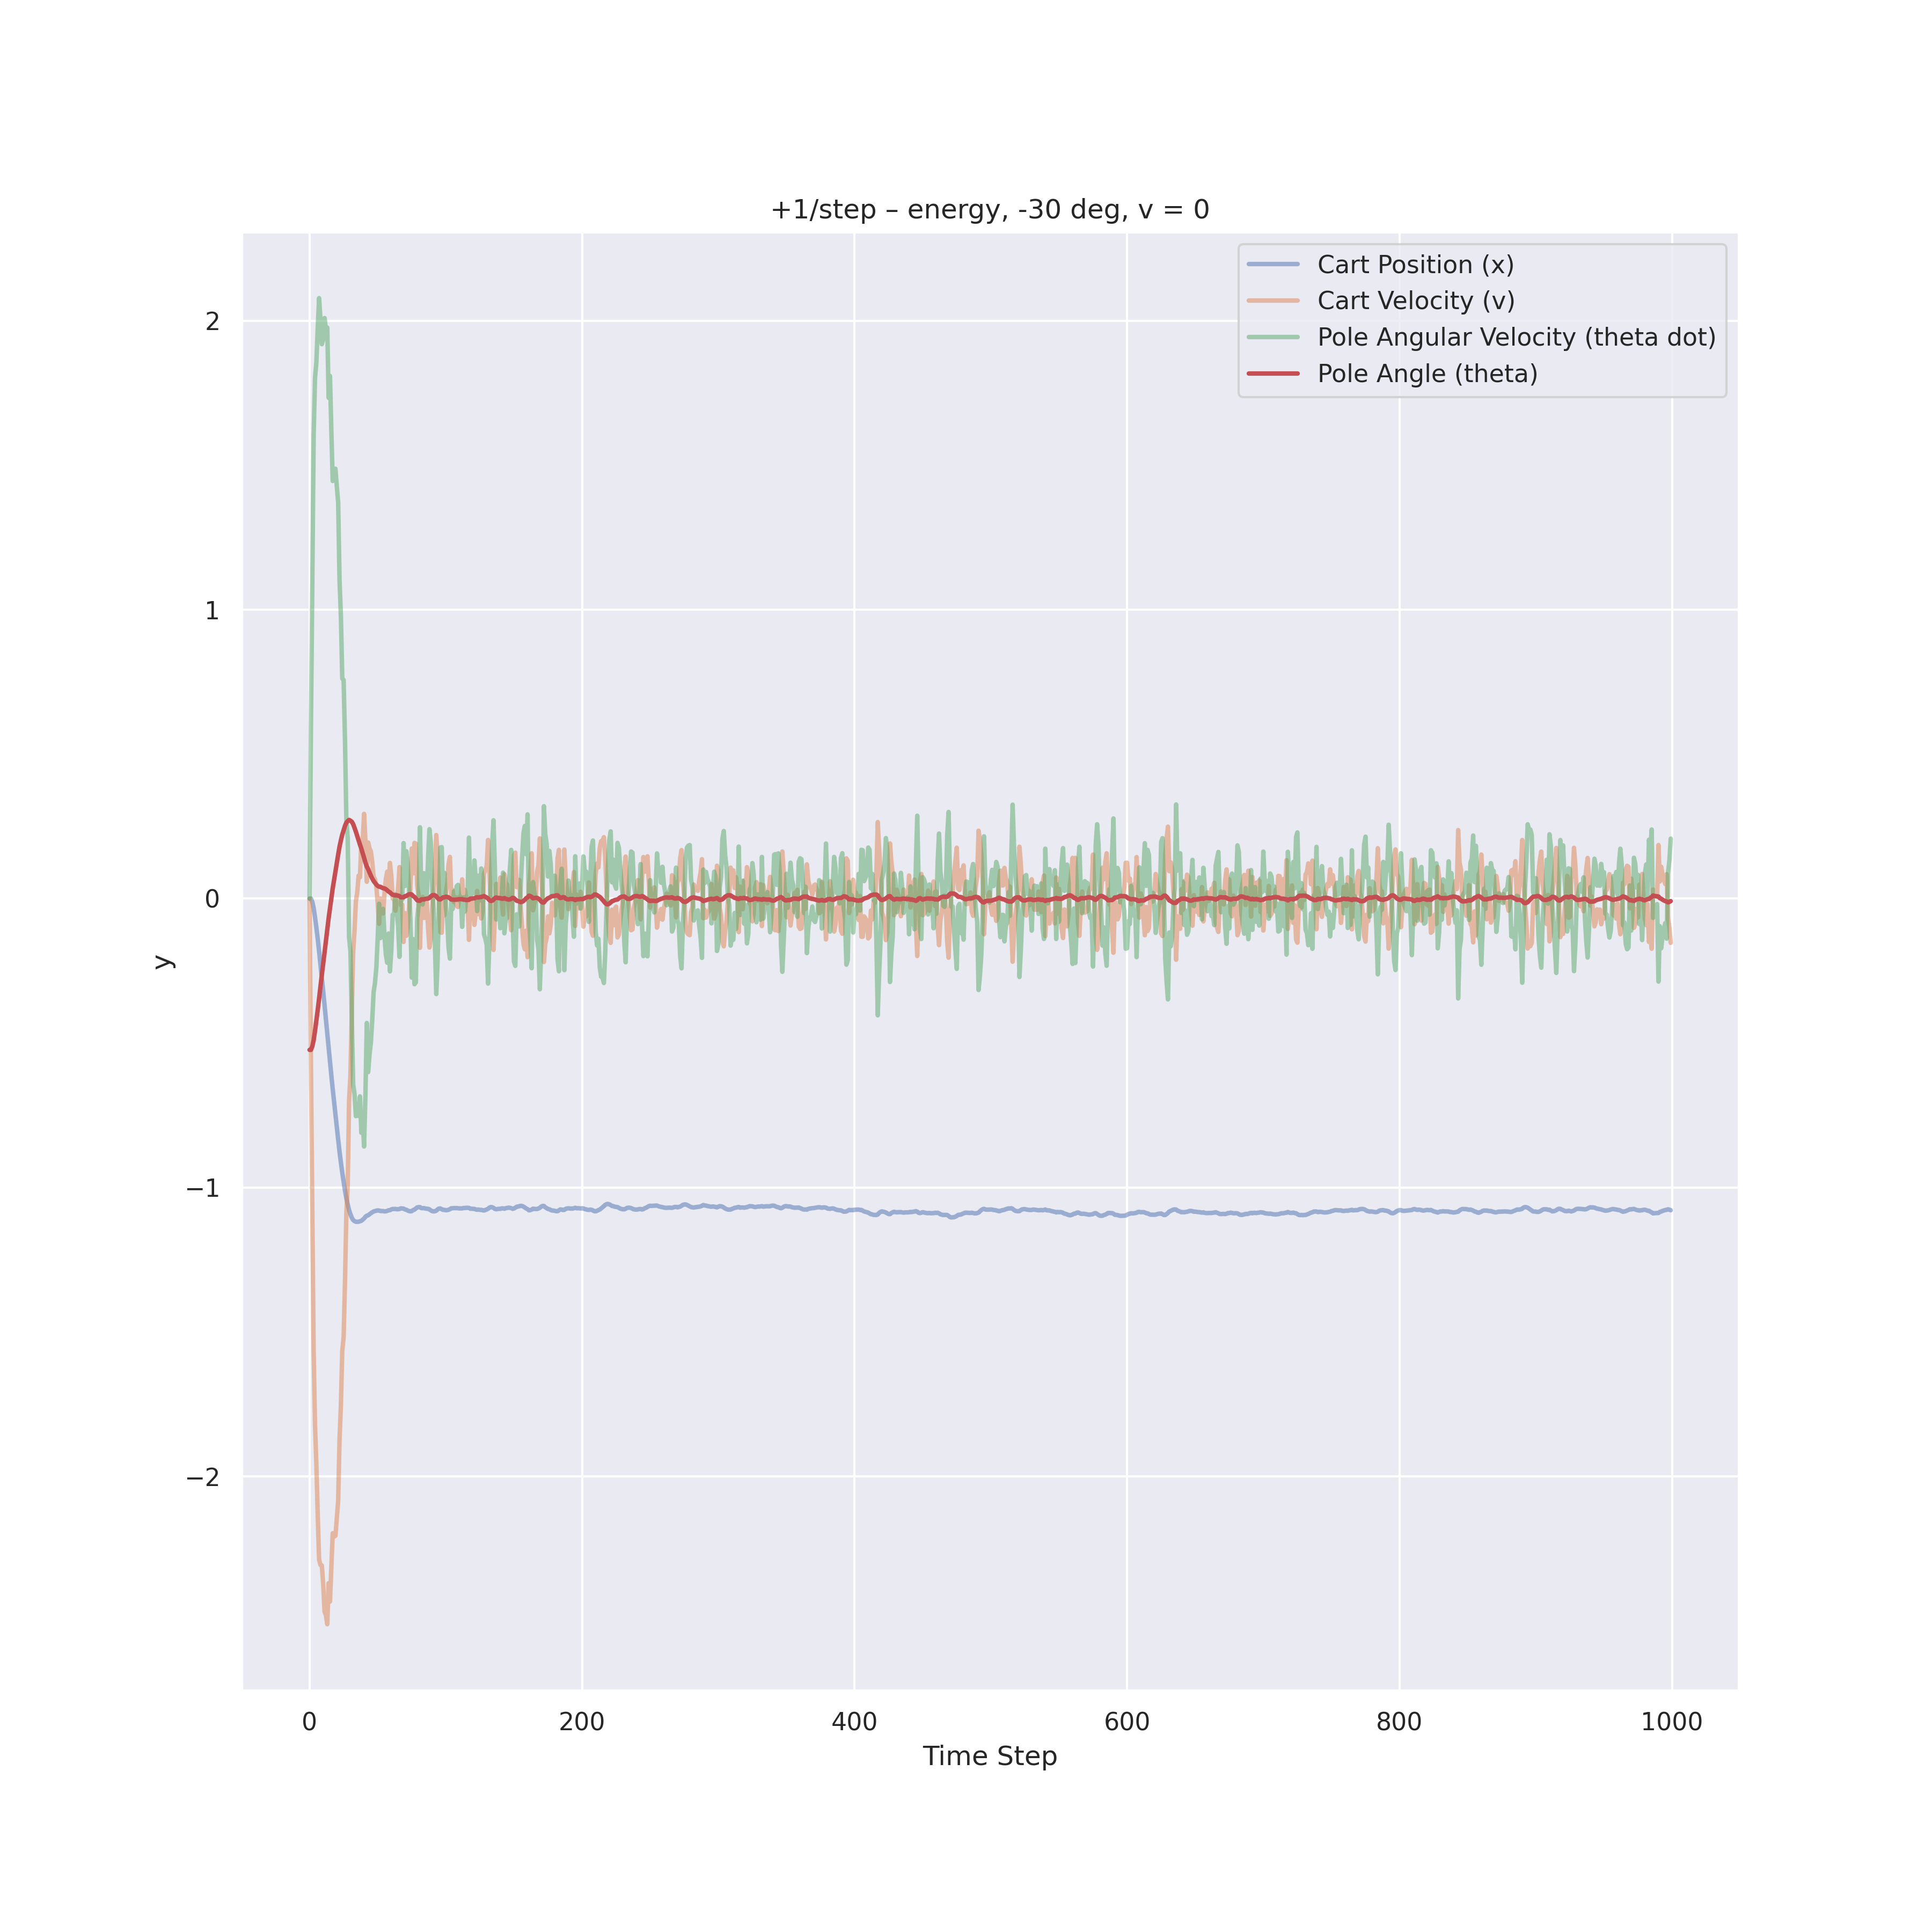 +1/step – energy, -30 deg, v = 0
Cart Position (x)
Cart Velocity (v)
Pole Angular Velocity (theta dot)
Pole Angle (theta)
2
1
0
−1
−2
y
0 200 400 600 800 1000
Time Step